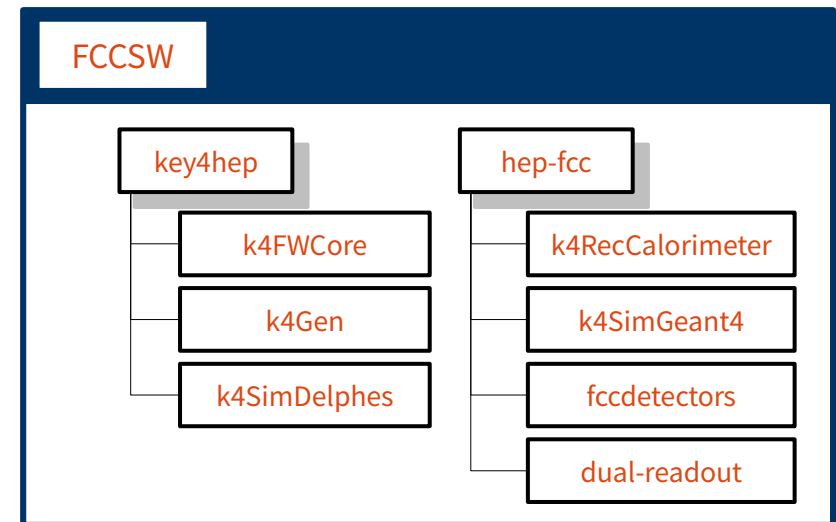 FCCSW
key4hep
k4FWCore
k4Gen
k4SimDelphes
hep-fcc
k4RecCalorimeter
k4SimGeant4
fccdetectors
dual-readout